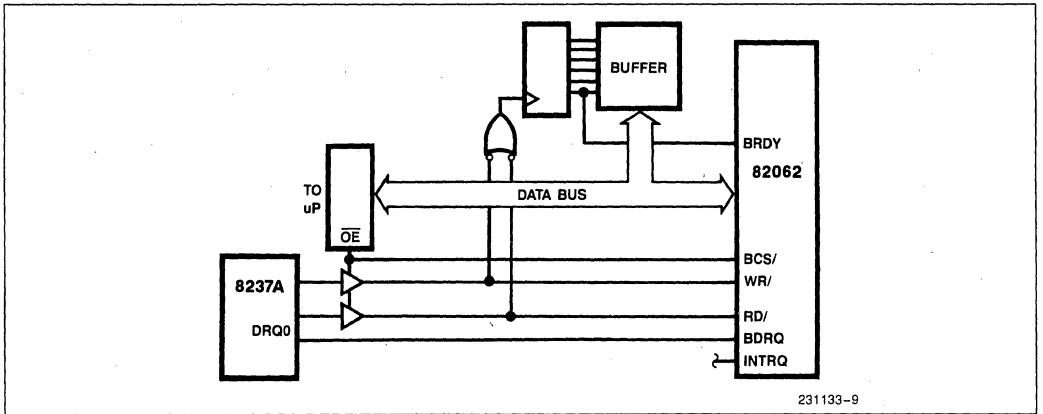 BUFFER
BRDY
82062
TO
uP
DATA BUS
OE
BCS/
8237A
WR/
RD/
DRQ0
BDRQ
INTRQ
231133-9